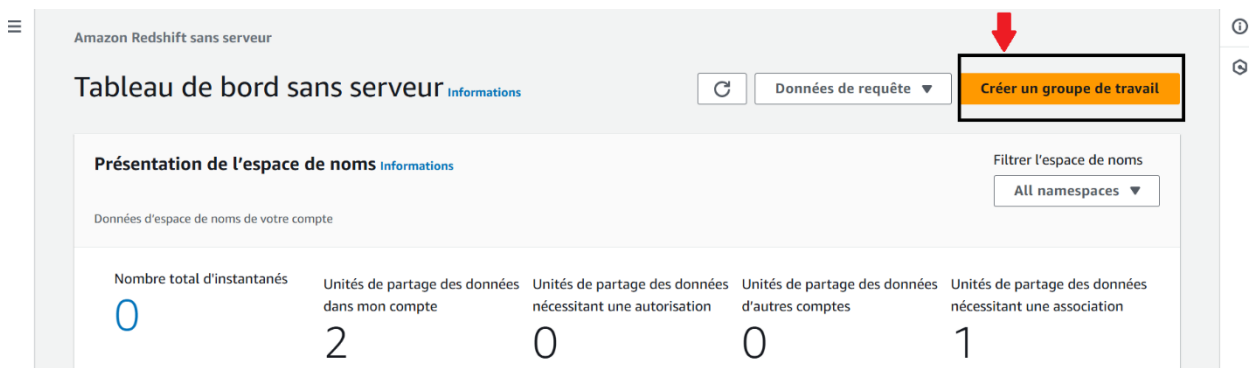 Amazon Redshift sans serveur
Tableau de bord sans serveur Informations
Données de requête
Créer un groupe de travail
Présentation de l’espace de noms Informations
Filtrer l’espace de noms
All namespaces
Données d’espace de noms de votre compte
Nombre total d'instantanés
0
Unités de partage des données
dans mon compte
2
Unités de partage des données
nécessitant une autorisation
0
Unités de partage des données
d’autres comptes
0
Unités de partage des données
nécessitant une association
1